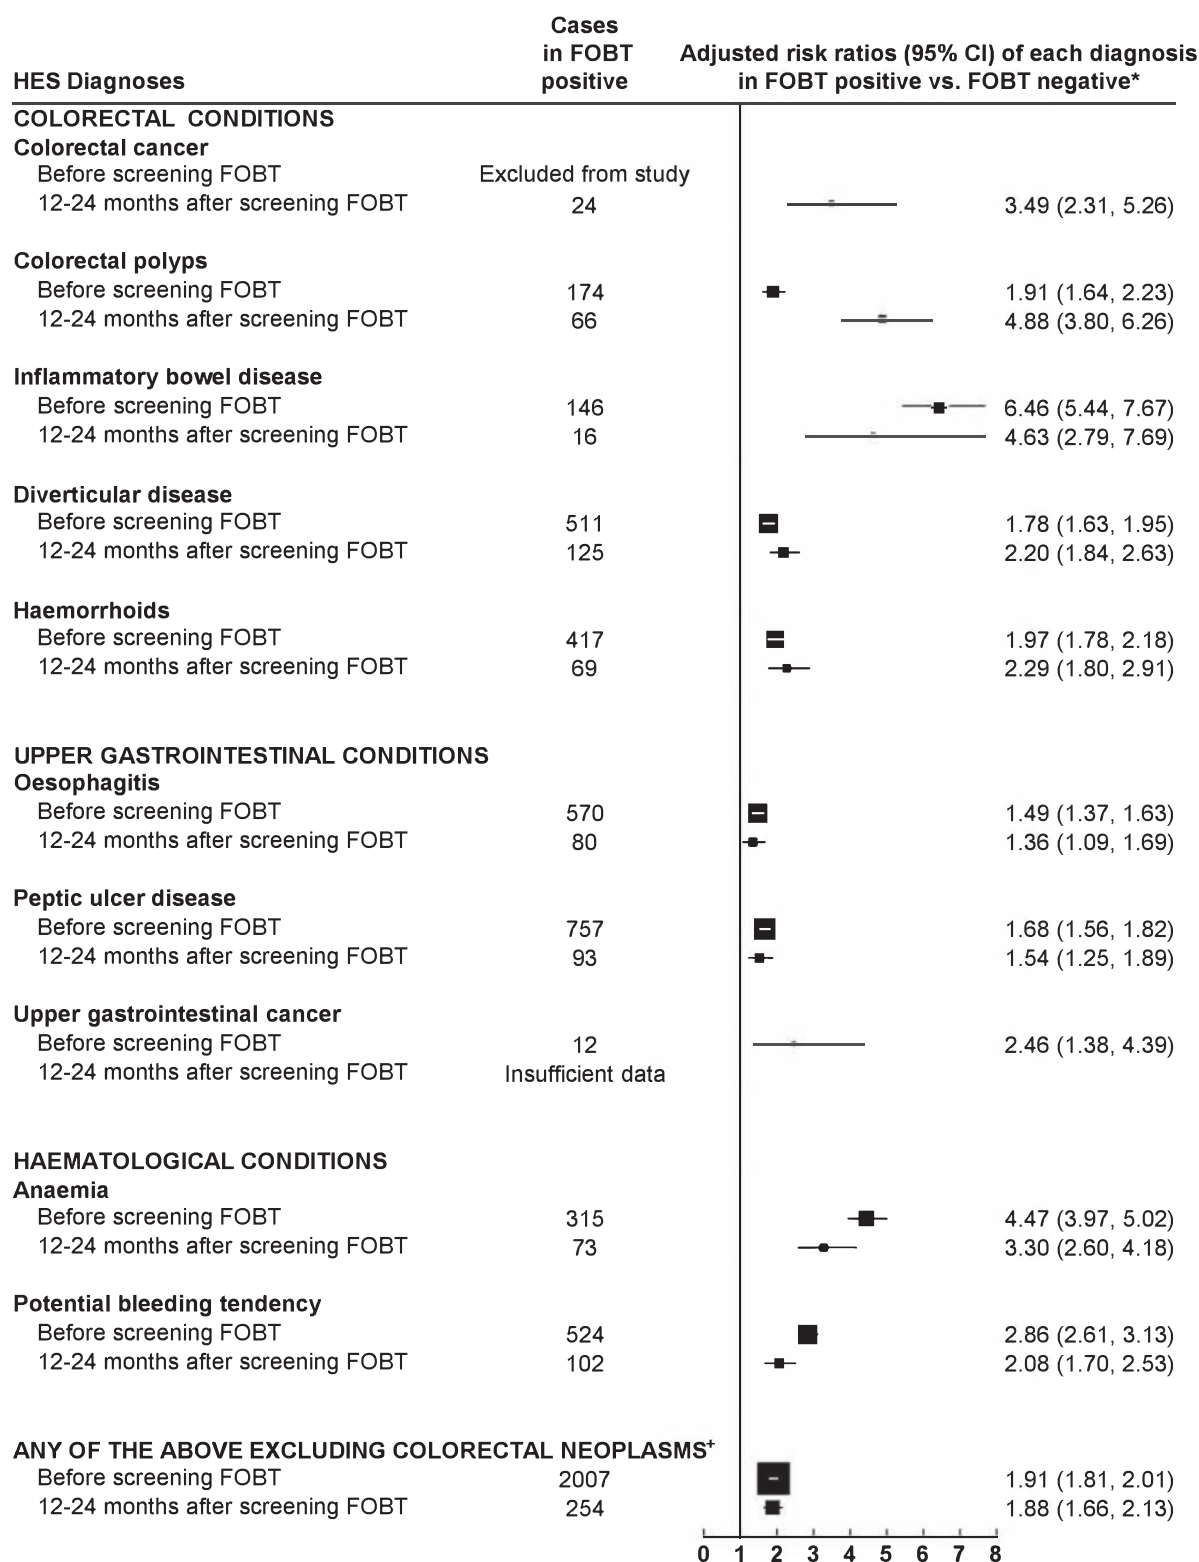 Cases
in FOBT Adjusted risk ratios (95% CI) of each diagnosis
HES Diagnoses positive in FOBT positive vs. FOBT negative*
COLORECTAL CONDITIONS
Colorectal cancer
Before screening FOBT Excluded from study
12-24 months after screening FOBT 24 3.49 (2.31, 5.26)
Colorectal polyps
Before screening FOBT 174 1.91 (1.64, 2.23)
12-24 months after screening FOBT 66 4.88 (3.80, 6.26)
Inflammatory bowel disease
Before screening FOBT 146 6.46 (5.44, 7.67)
12-24 months after screening FOBT 16 4.63 (2.79, 7.69)
Diverticular disease
Before screening FOBT 511 1.78 (1.63, 1.95)
12-24 months after screening FOBT 125 2.20 (1.84, 2.63)
Haemorrhoids
Before screening FOBT 417 1.97 (1.78, 2.18)
12-24 months after screening FOBT 69 2.29 (1.80, 2.91)
UPPER GASTROINTESTINAL CONDITIONS
Oesophagitis
Before screening FOBT 570 1.49 (1.37, 1.63)
12-24 months after screening FOBT 80 1.36 (1.09, 1.69)
Peptic ulcer disease
Before screening FOBT 757 1.68 (1.56, 1.82)
12-24 months after screening FOBT 93 1.54 (1.25, 1.89)
Upper gastrointestinal cancer
Before screening FOBT 12 2.46 (1.38, 4.39)
12-24 months after screening FOBT Insufficient data
HAEMATOLOGICAL CONDITIONS
Anaemia
Before screening FOBT 315 4.47 (3.97, 5.02)
12-24 months after screening FOBT 73 3.30 (2.60, 4.18)
Potential bleeding tendency
Before screening FOBT 524 2.86 (2.61, 3.13)
12-24 months after screening FOBT 102 2.08 (1.70, 2.53)
ANY OF THE ABOVE EXCLUDING COLORECTAL NEOPLASMS+
Before screening FOBT 2007 1.91 (1.81, 2.01)
12-24 months after screening FOBT 254 1.88 (1.66, 2.13)
0 1 2 3 4 5 6 7 8